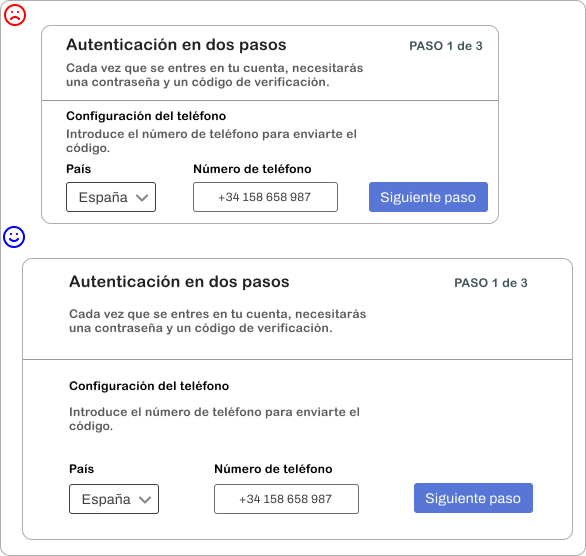 Autenticación en dos pasos
PASO 1 de 3
Cada vez que se entres en tu cuenta, necesitarás
una contraseña y un código de verificación.
Configuración del teléfono
Introduce el número de teléfono para enviarte el
código.
País
Número de teléfono
España
+34 158 658 987
Siguiente paso
Autenticación en dos pasos
PASO 1 de 3
Cada vez que se entres en tu cuenta, necesitarás
una contraseña y un código de verificación.
Configuración del teléfono
Introduce el número de teléfono para enviarte el
código.
País
Número de teléfono
España
+34 158 658 987
Siguiente paso